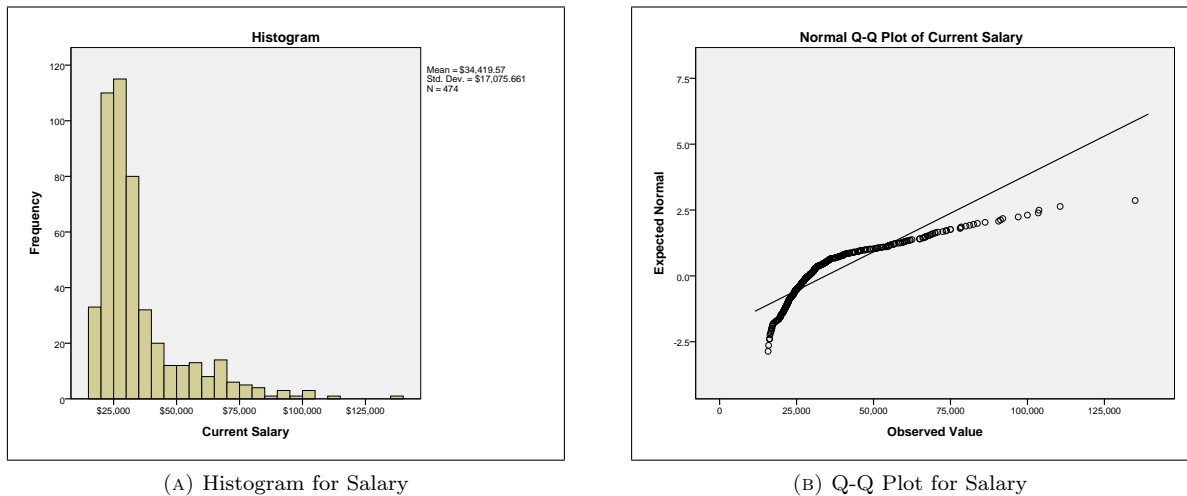 Histogram
120
100
80
60
40
20
0
Frequency
$25,000 $50,000 $75,000 $100,000 $125,000
Current Salary
Mean = $34,419.57
Std. Dev. = $17,075.661
N = 474
(A) Histogram for Salary
Normal Q-Q Plot of Current Salary
7.5
5.0
2.5
0.0
-2.5
Expected Normal
0 25,000 50,000 75,000 100,000 125,000
Observed Value
(B) Q-Q Plot for Salary